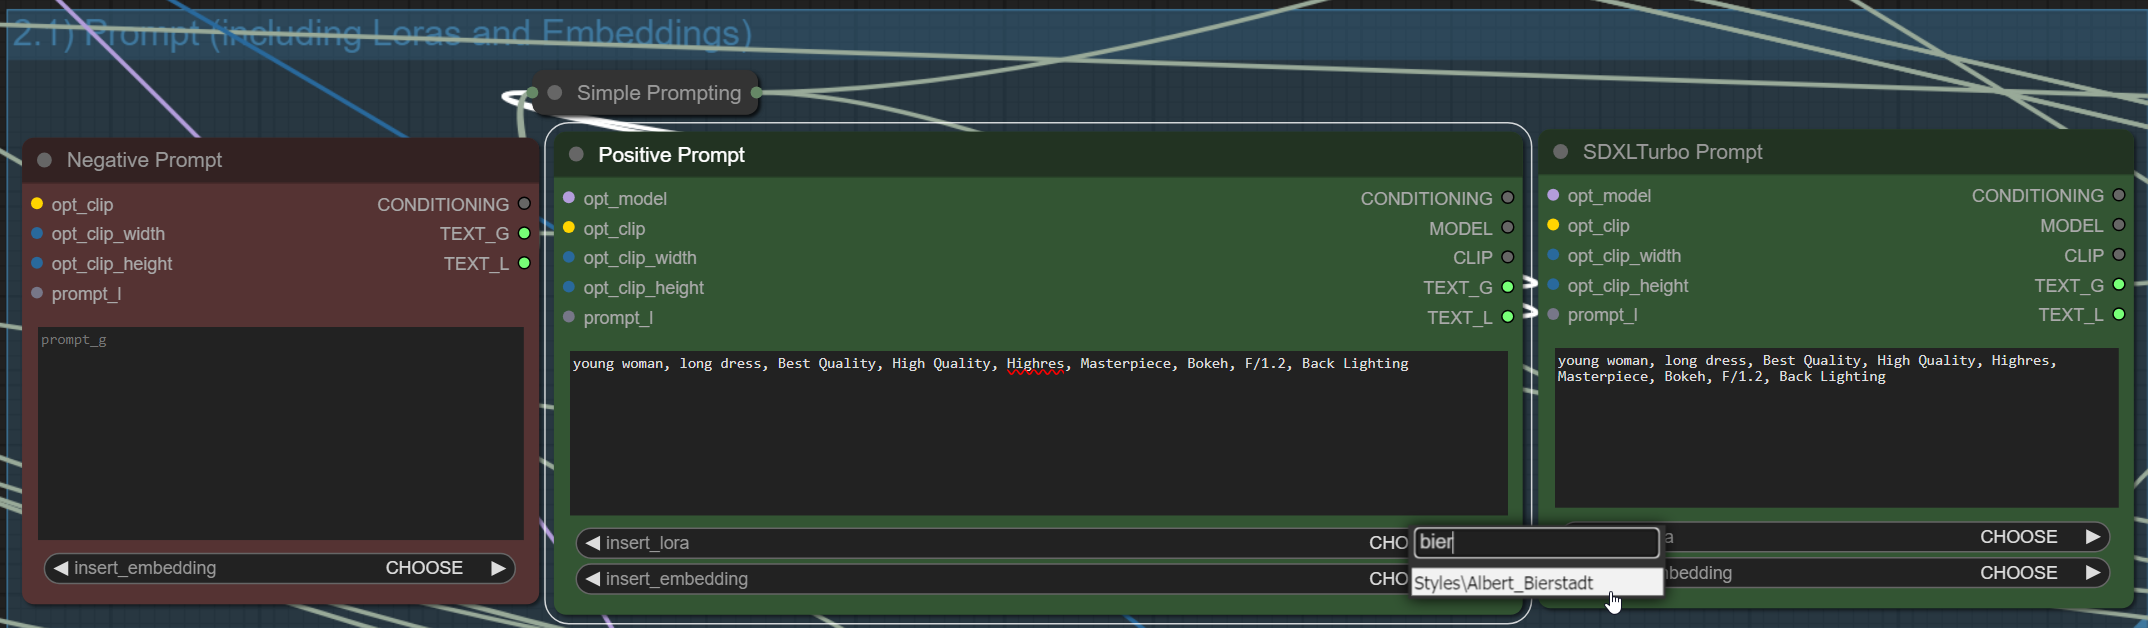 2.1) Prompt (including Loras and Embeddings)
Simple Prompting
Negative Prompt
opt_clip CONDITIONING
opt_clip_width TEXT_G
opt_clip_height TEXT_L
prompt_l
prompt_g
insert_embedding CHOOSE
Positive Prompt
opt_model CONDITIONING
opt_clip MODEL
opt_clip_width CLIP
opt_clip_height TEXT_G
prompt_l TEXT_L
young woman, long dress, Best Quality, High Quality, Highres, Masterpiece, Bokeh, F/1.2, Back Lighting
insert_lora CHO
insert_embedding CHO
bier
Styles\Albert_Bierstadt
SDXLTurbo Prompt
opt_model CONDITIONING
opt_clip MODEL
opt_clip_width CLIP
opt_clip_height TEXT_G
prompt_l TEXT_L
young woman, long dress, Best Quality, High Quality, Highres,
Masterpiece, Bokeh, F/1.2, Back Lighting
a CHOOSE
bedding CHOOSE